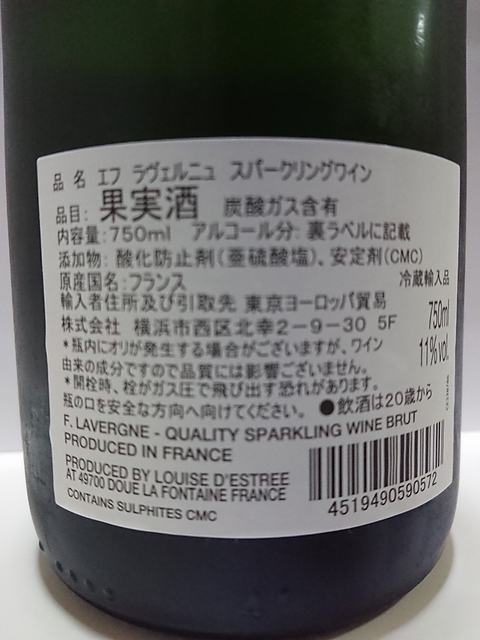 品 名 エフ ラヴェルニュ スパークリングワイン
品目: 果実酒 炭酸ガス含有
内容量:750ml アルコール分: 裏ラベルに記載
添加物: 酸化防止剤(亜硫酸塩)、安定剤(CMC)
原産国名:フランス 冷蔵輸入品
輸入者住所及び引取先 東京ヨーロッパ貿易
株式会社 横浜市西区北幸2-9-30 5F
750ml
11%vol.
*瓶内にオリが発生する場合がございますが、ワイン
由来の成分ですので品質には影響ございません。
*開栓時、栓がガス圧で飛び出す恐れがあります。
瓶の口を安全な方向へ向けてください。 ●飲酒は20歳から
F. LAVERGNE - QUALITY SPARKLING WINE BRUT
PRODUCED IN FRANCE
PRODUCED BY LOUISE D'ESTREE
AT 49700 DOUE LA FONTAINE FRANCE
CONTAINS SULPHITES CMC
4519490590572